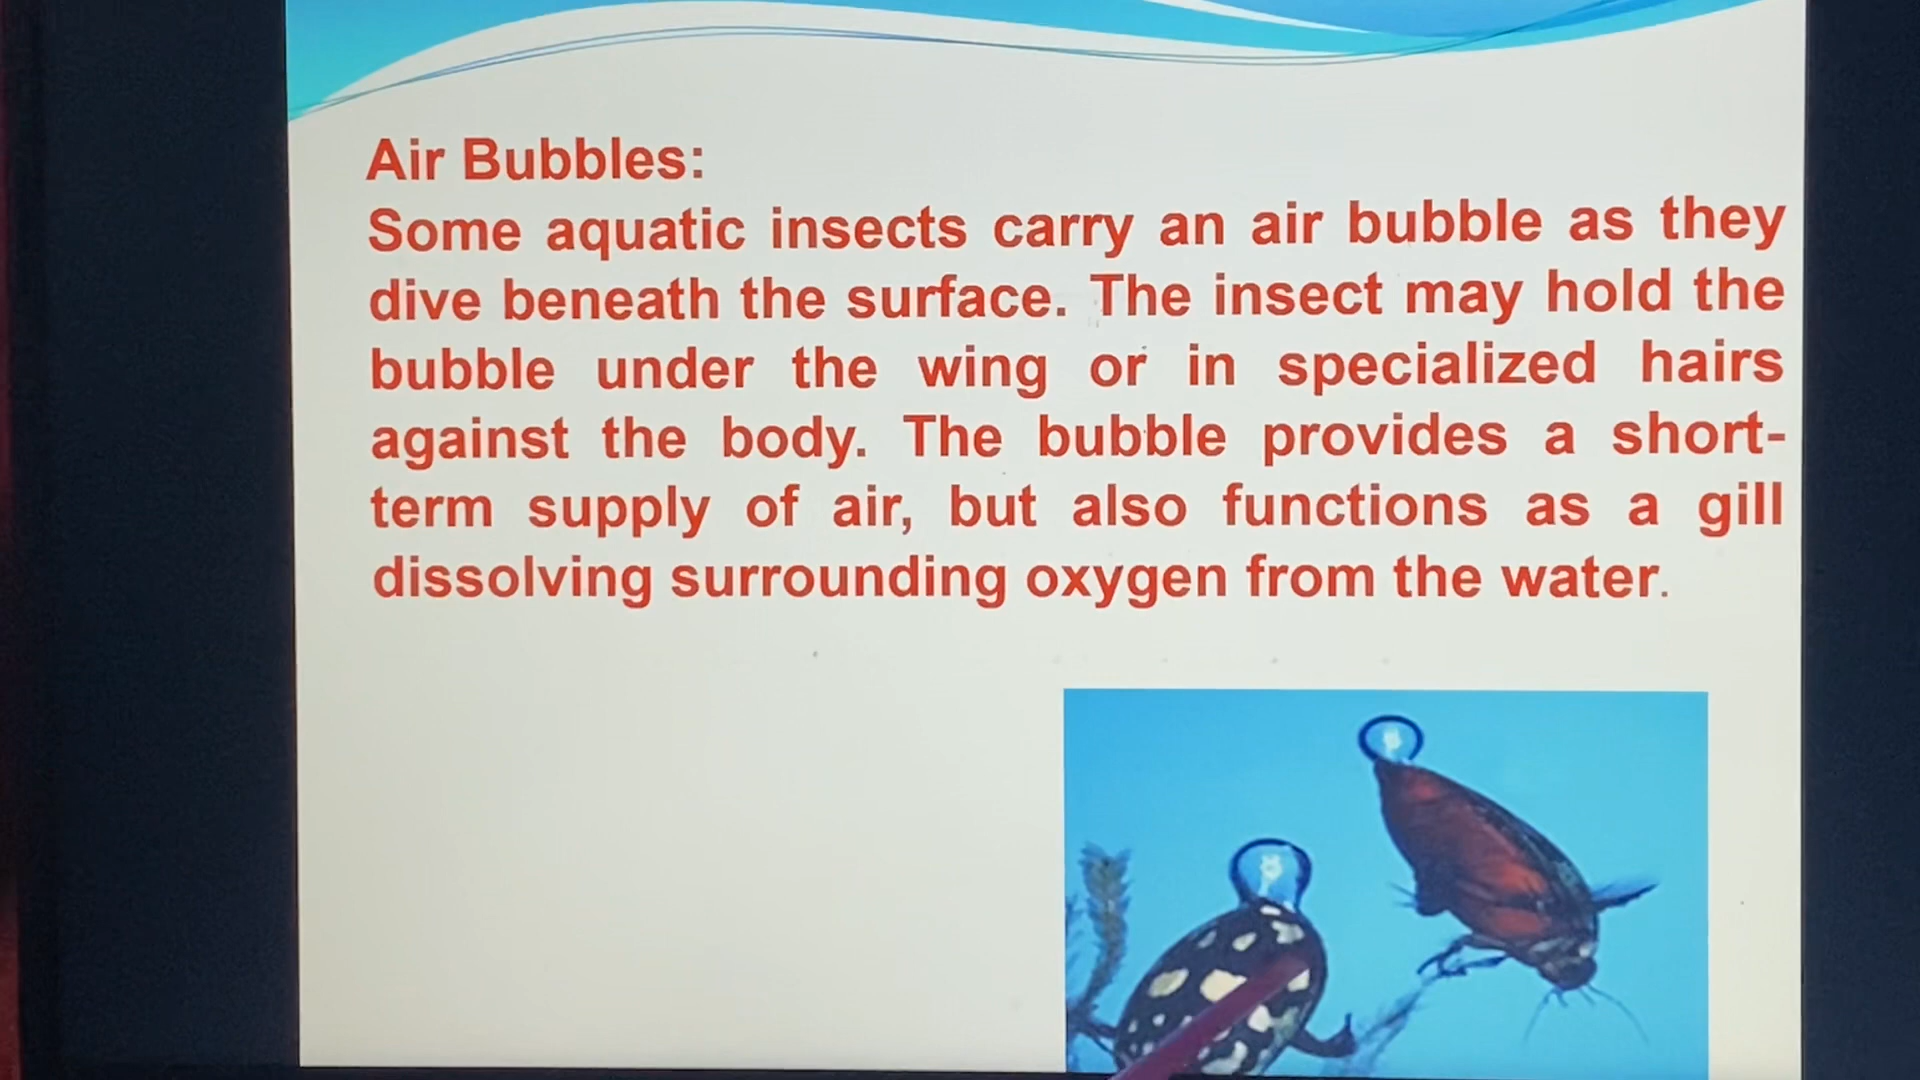 Air Bubbles:
Some aquatic insects carry an air bubble as they
dive beneath the surface. The insect may hold the
bubble under the wing or in specialized hairs
against the body. The bubble provides a short-
term supply of air, but also functions as a gill
dissolving surrounding oxygen from the water.